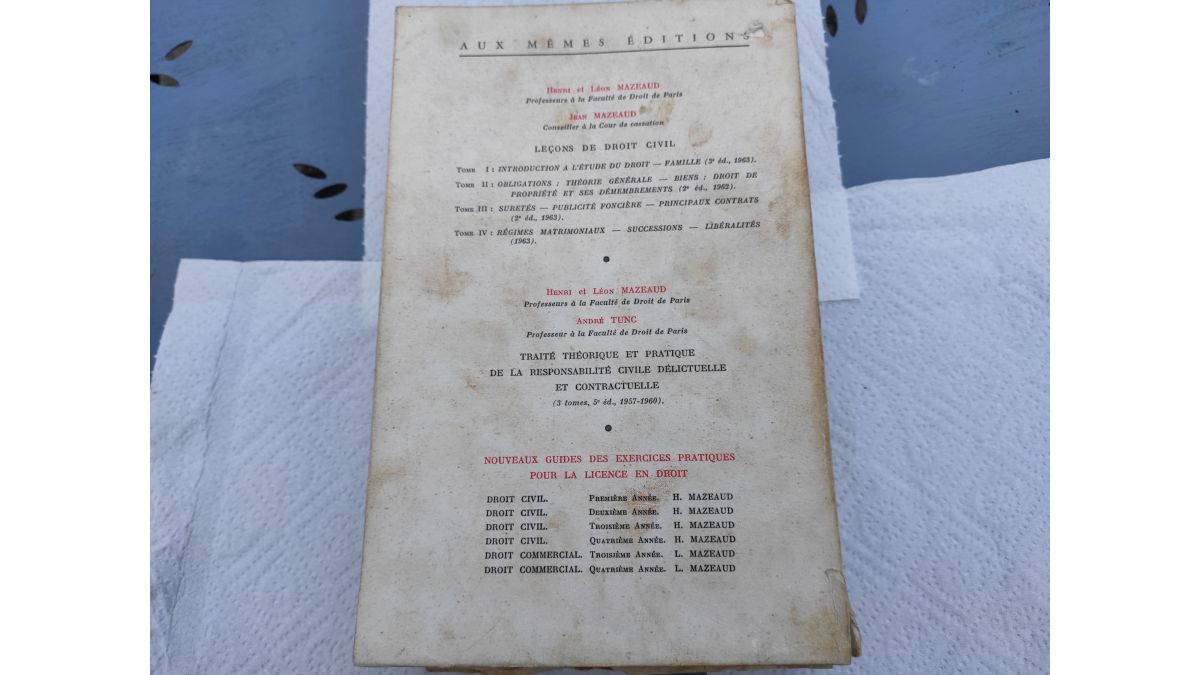 AUX MÊMES ÉDITIONS
Henri et Léon MAZEAUD
Professeurs à la Faculté de Droit de Paris
Jean MAZEAUD
Conseiller à la Cour de cassation
LEÇONS DE DROIT CIVIL
Tome I : INTRODUCTION A L'ÉTUDE DU DROIT — FAMILLE (3e éd., 1963).
Tome II : OBLIGATIONS : THÉORIE GÉNÉRALE — BIENS : DROIT DE
PROPRIÉTÉ ET SES DÉMEMBREMENTS (2e éd., 1962).
Tome III : SURETÉS — PUBLICITÉ FONCIÈRE — PRINCIPAUX CONTRATS
(2e éd., 1963).
Tome IV : RÉGIMES MATRIMONIAUX — SUCCESSIONS — LIBÉRALITÉS
(1963).
Henri et Léon MAZEAUD
Professeurs à la Faculté de Droit de Paris
André TUNC
Professeur à la Faculté de Droit de Paris
TRAITÉ THÉORIQUE ET PRATIQUE
DE LA RESPONSABILITÉ CIVILE DÉLICTUELLE
ET CONTRACTUELLE
(3 tomes, 5e éd., 1957-1960).
NOUVEAUX GUIDES DES EXERCICES PRATIQUES
POUR LA LICENCE EN DROIT
DROIT CIVIL. Première Année. H. MAZEAUD
DROIT CIVIL. Deuxième Année. H. MAZEAUD
DROIT CIVIL. Troisième Année. H. MAZEAUD
DROIT CIVIL. Quatrième Année. H. MAZEAUD
DROIT COMMERCIAL. Troisième Année. L. MAZEAUD
DROIT COMMERCIAL. Quatrième Année. L. MAZEAUD